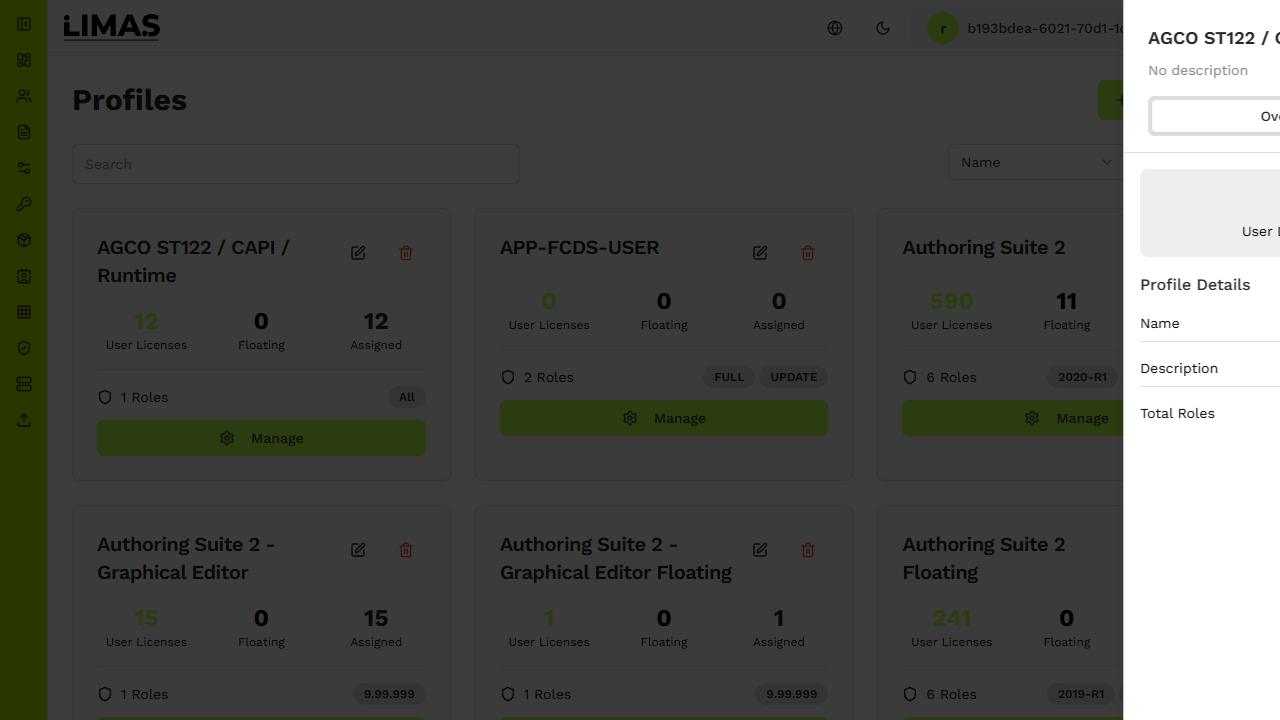 LIMAS
r b193bdea-6021-70d1-1
Profiles
Search
Name
AGCO ST122 / CAPI /
Runtime
12 0 12
User Licenses Floating Assigned
1 Roles All
Manage
APP-FCDS-USER
0 0 0
User Licenses Floating Assigned
2 Roles FULL UPDATE
Manage
Authoring Suite 2
590 11
User Licenses Floating
6 Roles 2020-R1
Manage
Authoring Suite 2 -
Graphical Editor
15 0 15
User Licenses Floating Assigned
1 Roles 9.99.999
Authoring Suite 2 -
Graphical Editor Floating
1 0 1
User Licenses Floating Assigned
1 Roles 9.99.999
Authoring Suite 2
Floating
241 0
User Licenses Floating
6 Roles 2019-R1
AGCO ST122 /
No description
User
Profile Details
Name
Description
Total Roles